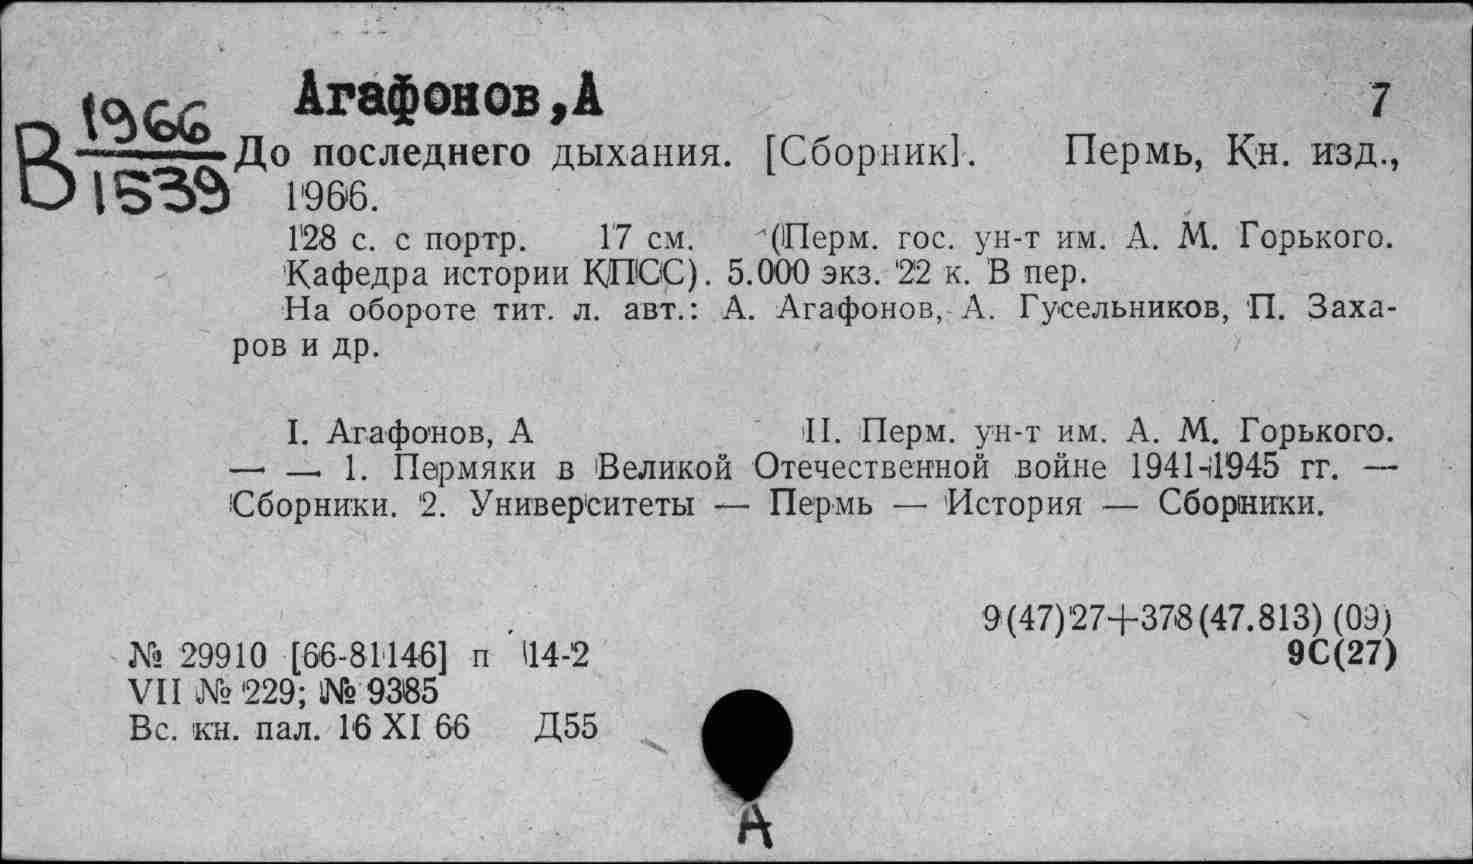 Агафонов, А 7
В 1966
1539
До последнего дыхания. [Сборник]. Пермь, Кн. изд.,
1966.
128 с. с портр. 17 см. (Перм. гос. ун-т им. А. М. Горького.
Кафедра истории КПСС). 5.000 экз. 22 к. В пер.
На обороте тит. л. авт.: А. Агафонов, А. Гусельников, П. Заха-
ров и др.
I. Агафонов, А II. Перм. ун-т им. А. М. Горького.
— — 1. Пермяки в Великой Отечественной войне 1941-1945 гг. —
Сборники. 2. Университеты — Пермь — История — Сборники.
9(47)27+378(47.813)(09)
№ 29910 [66-81146] п 14-2 9С(27)
VII № 229; № 9385
Вс. кн. пал. 16 XI 66 Д55
А